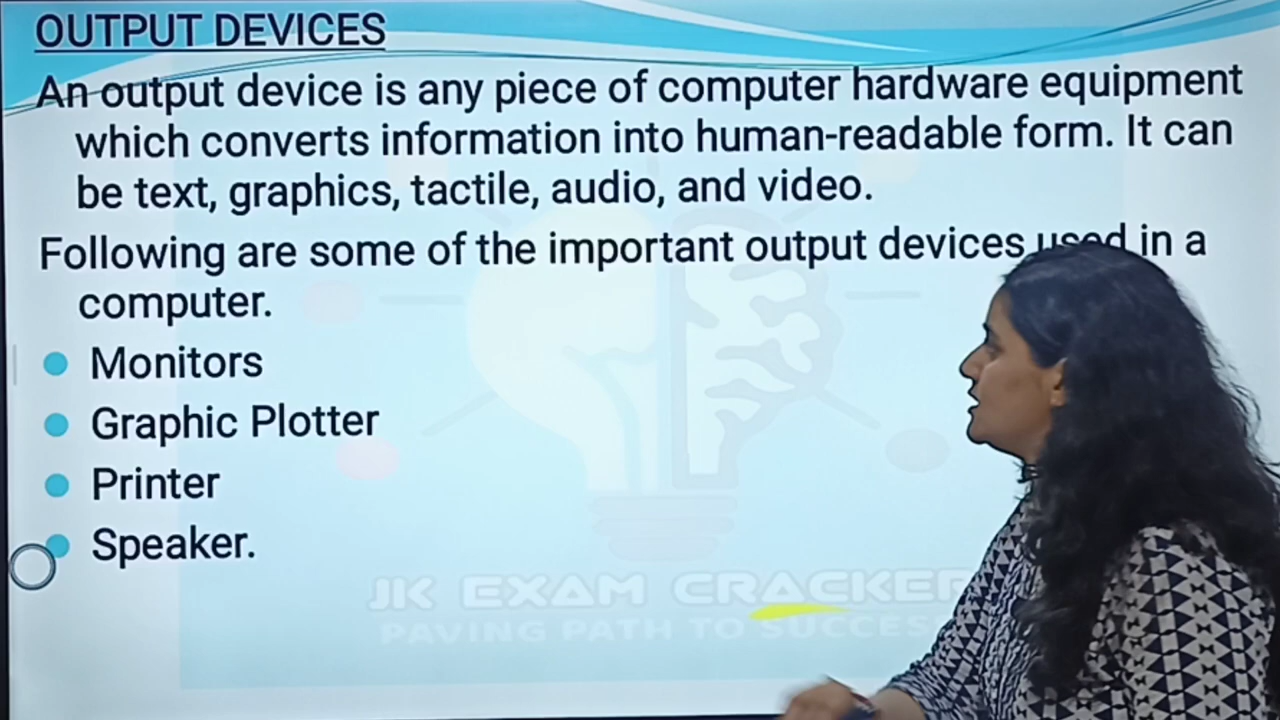 OUTPUT DEVICES
An output device is any piece of computer hardware equipment
which converts information into human-readable form. It can
be text, graphics, tactile, audio, and video.
Following are some of the important output devices used in a
computer.
Monitors
Graphic Plotter
Printer
Speaker.
JK EXAM CRACKER
PAVING PATH TO SUCCESS